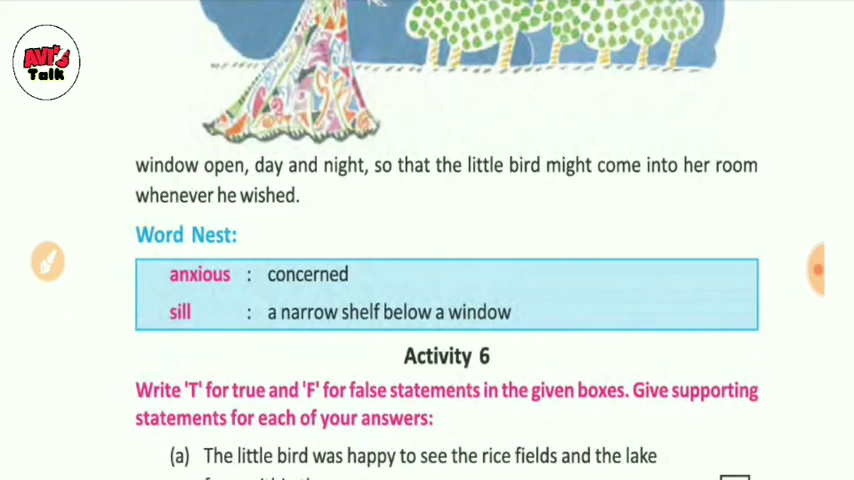 AVI'S
Talk
window open, day and night, so that the little bird might come into her room
whenever he wished.
Word Nest:
anxious : concerned
sill : a narrow shelf below a window
Activity 6
Write 'T' for true and 'F' for false statements in the given boxes. Give supporting
statements for each of your answers:
(a) The little bird was happy to see the rice fields and the lake